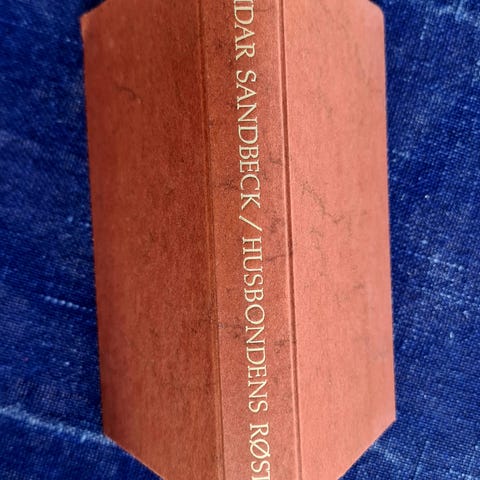 IDAR SANDBECK / HUSBONDENS RØST